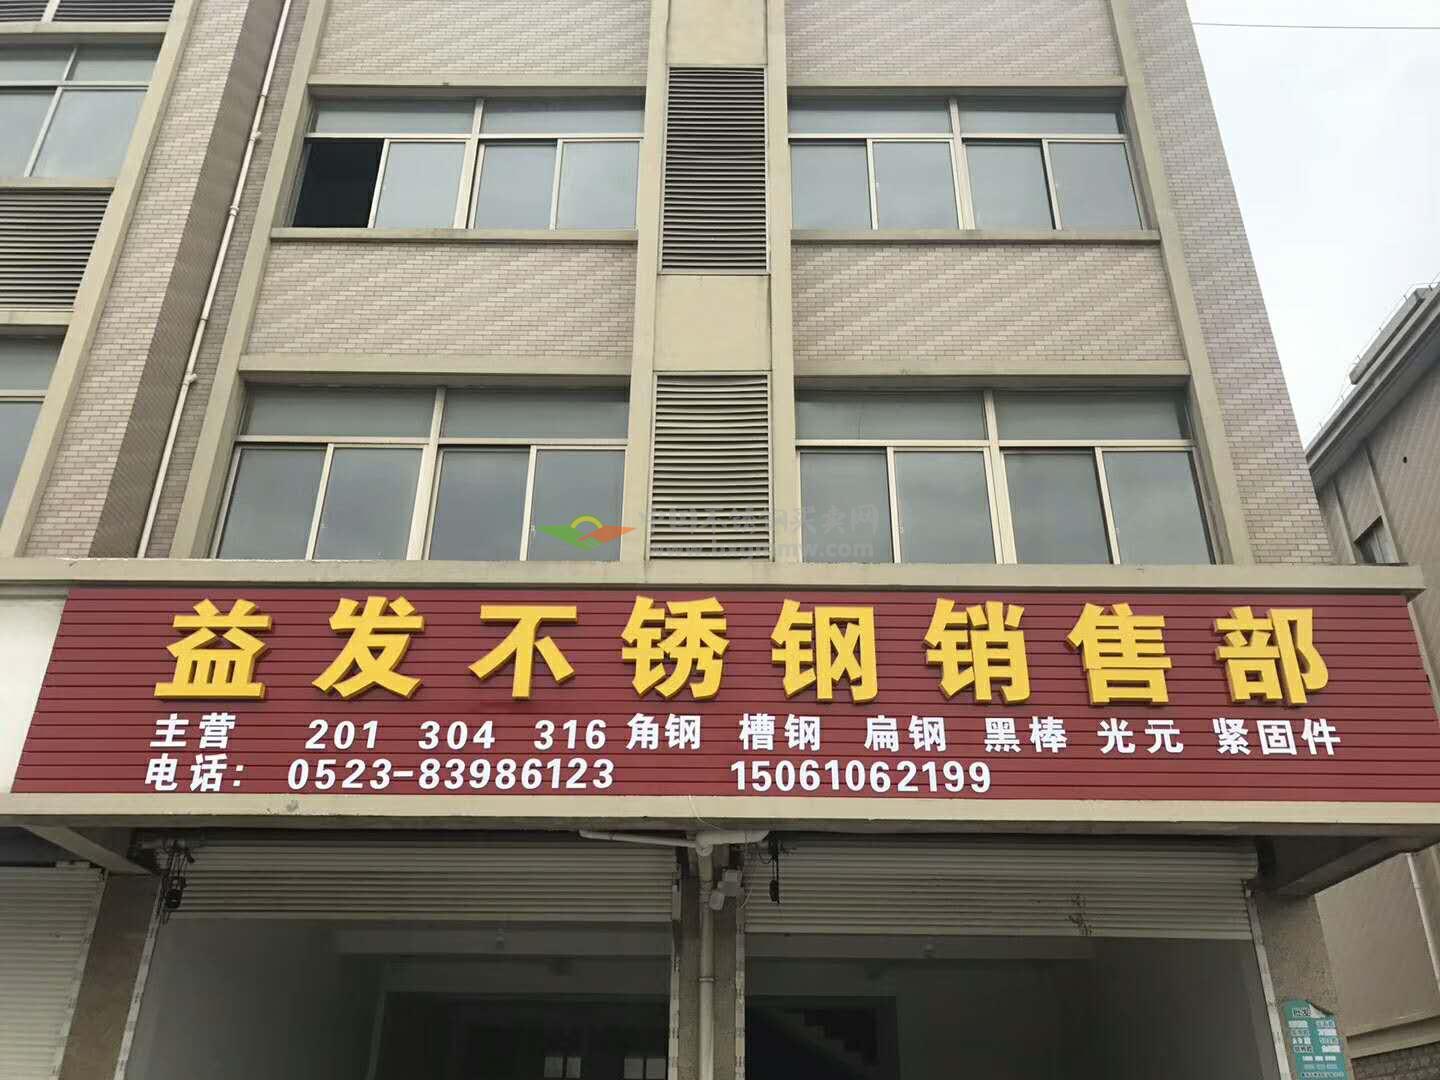 益发不锈钢销售部
主营 201 304 316 角钢 槽钢 扁钢 黑棒 光元 紧固件
电话: 0523-83986123 15061062199